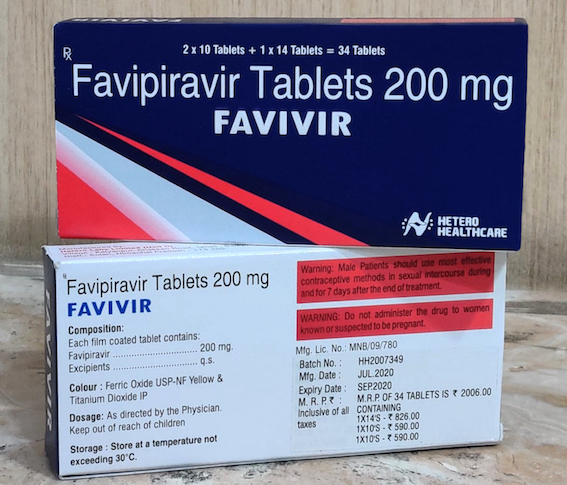 Rx
2 x 10 Tablets + 1 x 14 Tablets = 34 Tablets
Favipiravir Tablets 200 mg
FAVIVIR
HETERO
HEALTHCARE
Favipiravir Tablets 200 mg
FAVIVIR
Composition:
Each film coated tablet contains:
Favipiravir ........................ 200 mg.
Excipients ........................ q.s.
Colour : Ferric Oxide USP-NF Yellow &
Titanium Dioxide IP
Dosage: As directed by the Physician.
Keep out of reach of children
Storage : Store at a temperature not
exceeding 30°C.
Warning: Male Patients should use most effective
contraceptive methods in sexual intercourse during
and for 7 days after the end of treatment.
WARNING: Do not administer the drug to women
known or suspected to be pregnant.
Mfg. Lic. No.: MNB/09/780
Batch No. : HH2007349
Mfg. Date : JUL.2020
Expiry Date : SEP2020
M. R. P ₹ : M.R.P OF 34 TABLETS IS ₹ 2006.00
Inclusive of all CONTAINING
taxes 1X14'S - ₹ 826.00
1X10'S - ₹ 590.00
1X10'S - ₹ 590.00
FAVIVIR